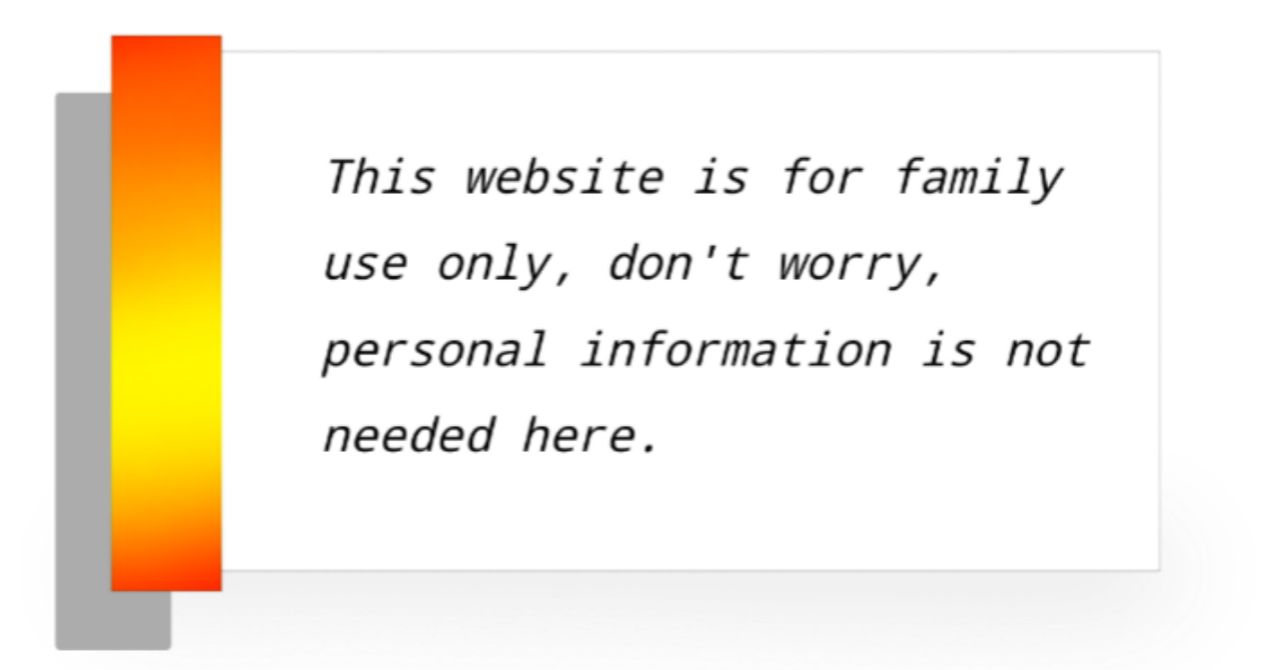 This website is for family
use only, don't worry,
personal information is not
needed here.